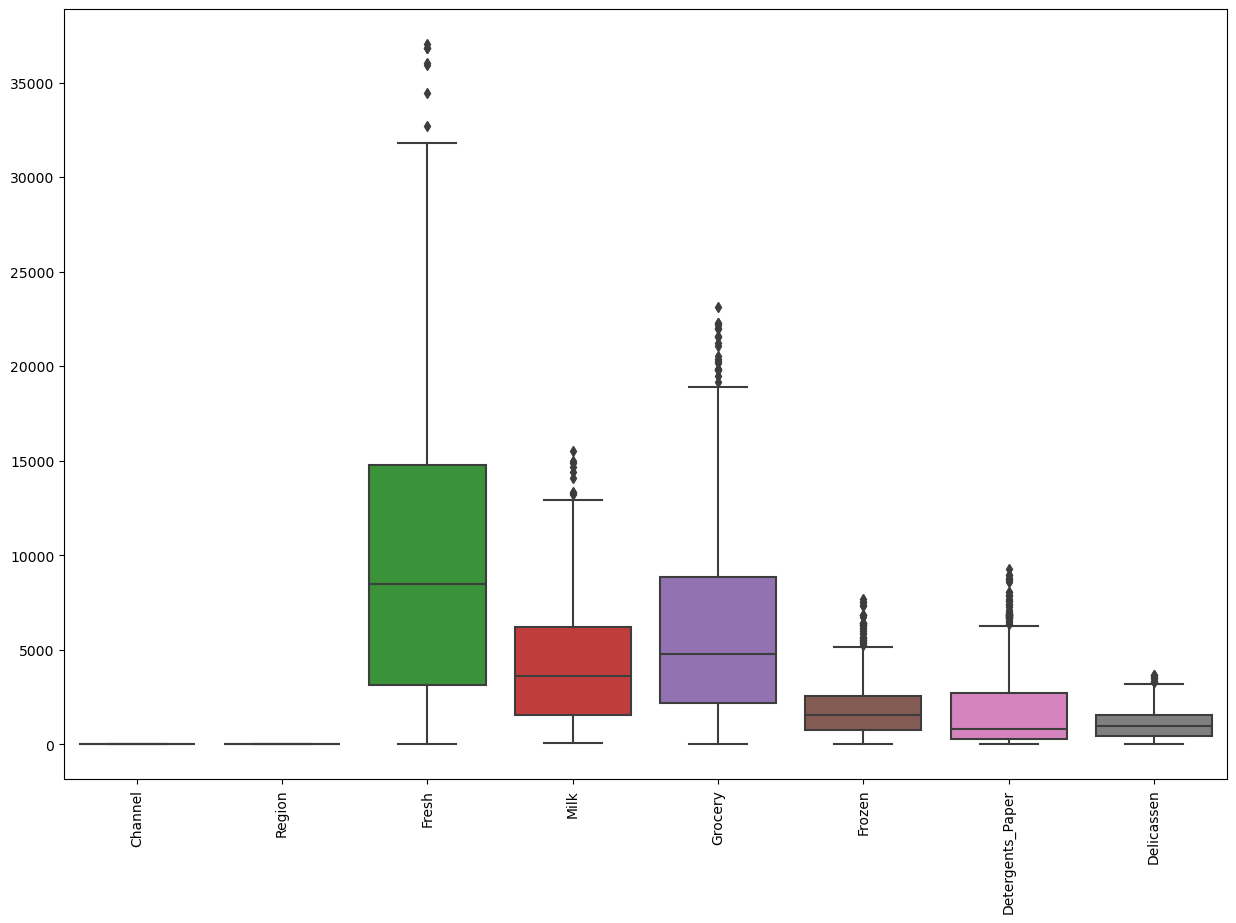 35000
30000
25000
20000
15000
10000
5000
0
Channel
Region
Fresh
Milk
Grocery
Frozen
Detergents_Paper
Delicassen